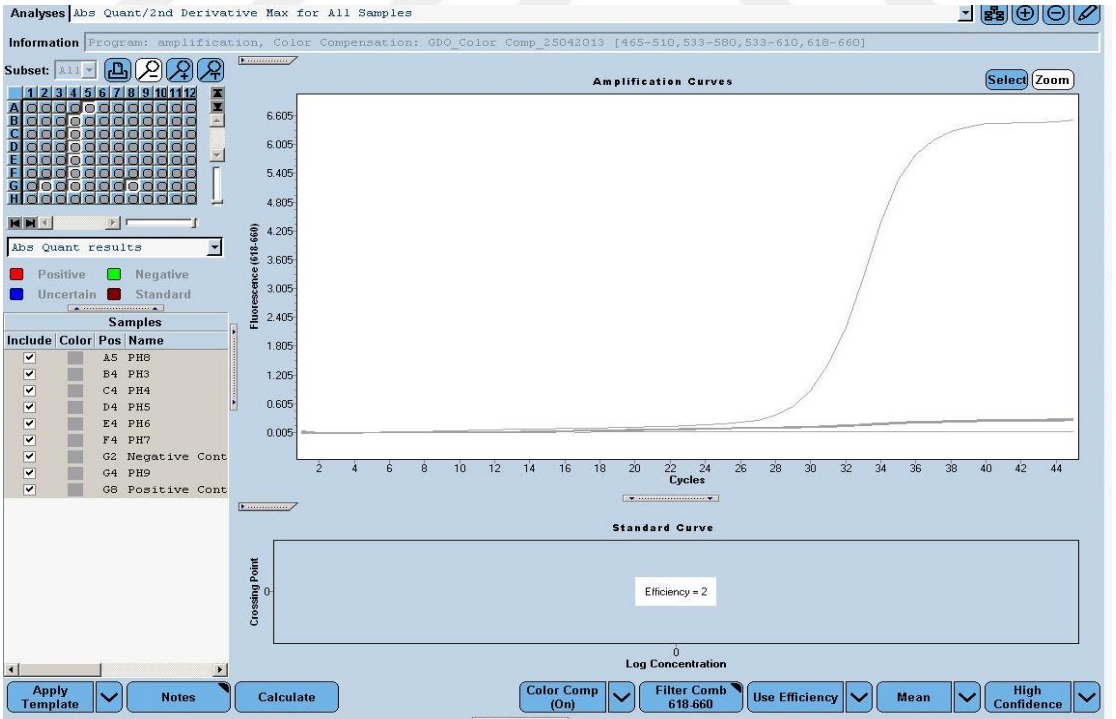 Analyses Abs Quant/2nd Derivative Max for All Samples
Information Program: amplification, Color Compensation: GDO_Color Comp_25042013 [465-510,533-580,533-610,618-660]
Subset: All
1 2 3 4 5 6 7 8 9 10 11 12
A
B
C
D
E
F
G
H
Abs Quant results
Positive Negative
Uncertain Standard
Samples
Include Color Pos Name
A5 PH8
B4 PH3
C4 PH4
D4 PH5
E4 PH6
F4 PH7
G2 Negative Cont
G4 PH9
G8 Positive Cont
Amplification Curves
Select Zoom
Fluorescence (618-660)
6.605
6.005
5.405
4.805
4.205
3.605
3.005
2.405
1.805
1.205
0.605
0.005
2 4 6 8 10 12 14 16 18 20 22 24 26 28 30 32 34 36 38 40 42 44
Cycles
Standard Curve
Crossing Point
0
Efficiency = 2
0
Log Concentration
Apply Template
Notes
Calculate
Color Comp (On)
Filter Comb 618-660
Use Efficiency
Mean
High Confidence